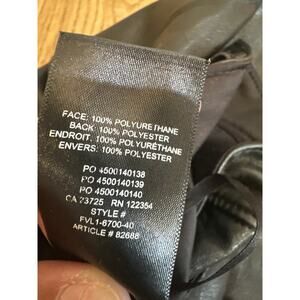 FACE: 100% POLYURETHANE
BACK: 100% POLYESTER
ENDROIT: 100% POLYURÉTHANE
ENVERS: 100% POLYESTER
PO 4500140138
PO 4500140139
PO 4500140140
CA 23725 RN 122354
STYLE #
FVL1-6700-40
ARTICLE # 82688